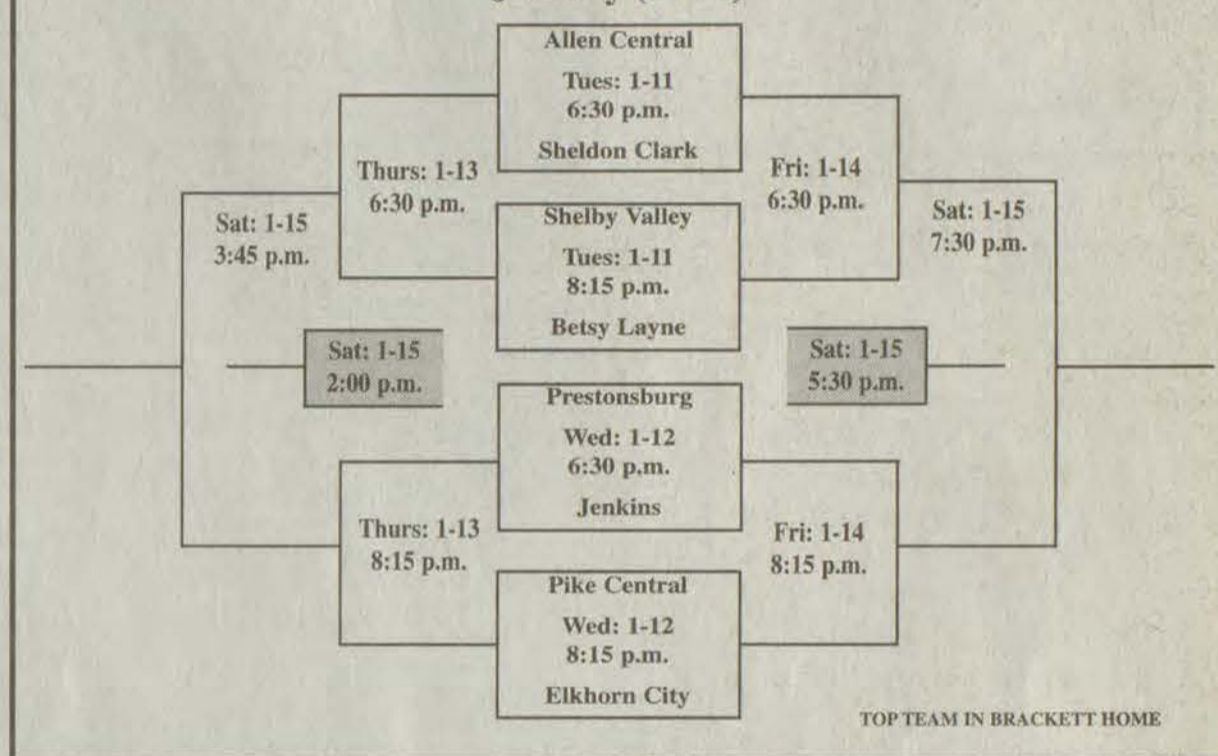 Allen Central
Tues: 1-11
6:30 p.m.
Sheldon Clark
Thurs: 1-13
6:30 p.m.
Fri: 1-14
6:30 p.m.
Sat: 1-15
3:45 p.m.
Shelby Valley
Tues: 1-11
8:15 p.m.
Betsy Layne
Sat: 1-15
7:30 p.m.
Sat: 1-15
2:00 p.m.
Sat: 1-15
5:30 p.m.
Prestonsburg
Wed: 1-12
6:30 p.m.
Jenkins
Thurs: 1-13
8:15 p.m.
Fri: 1-14
8:15 p.m.
Pike Central
Wed: 1-12
8:15 p.m.
Elkhorn City
TOP TEAM IN BRACKETT HOME